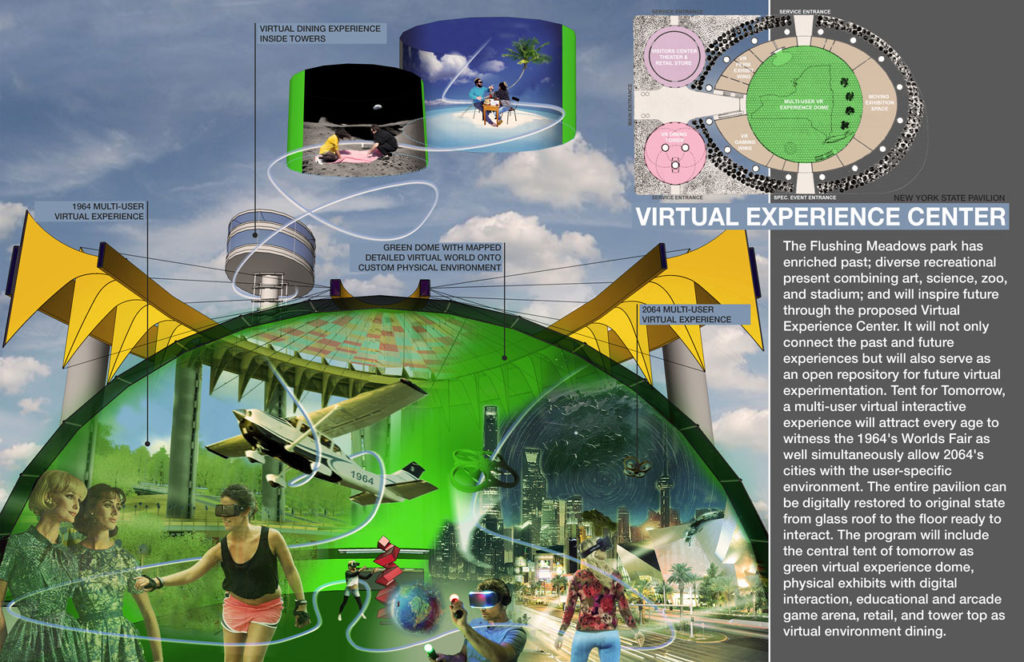 VIRTUAL DINING EXPERIENCE
INSIDE TOWERS
1964 MULTI-USER
VIRTUAL EXPERIENCE
GREEN DOME WITH MAPPED
DETAILED VIRTUAL WORLD ONTO
CUSTOM PHYSICAL ENVIRONMENT
2064 MULTI-USER
VIRTUAL EXPERIENCE
1964
SERVICE ENTRANCE
SERVICE ENTRANCE
VISITORS CENTER
THEATER &
RETAIL STORE
MULTI-USER VR
EXPERIENCE DOME
MOVING
EXHIBITION
SPACE
MAIN ENTRANCE
VR DINING
TOWER
VR
GAMING
WING
SERVICE ENTRANCE
SPEC. EVENT ENTRANCE
NEW YORK STATE PAVILION
VIRTUAL EXPERIENCE CENTER
The Flushing Meadows park has
enriched past; diverse recreational
present combining art, science, zoo,
and stadium; and will inspire future
through the proposed Virtual
Experience Center. It will not only
connect the past and future
experiences but will also serve as
an open repository for future virtual
experimentation. Tent for Tomorrow,
a multi-user virtual interactive
experience will attract every age to
witness the 1964's Worlds Fair as
well simultaneously allow 2064's
cities with the user-specific
environment. The entire pavilion can
be digitally restored to original state
from glass roof to the floor ready to
interact. The program will include
the central tent of tomorrow as
green virtual experience dome,
physical exhibits with digital
interaction, educational and arcade
game arena, retail, and tower top as
virtual environment dining.